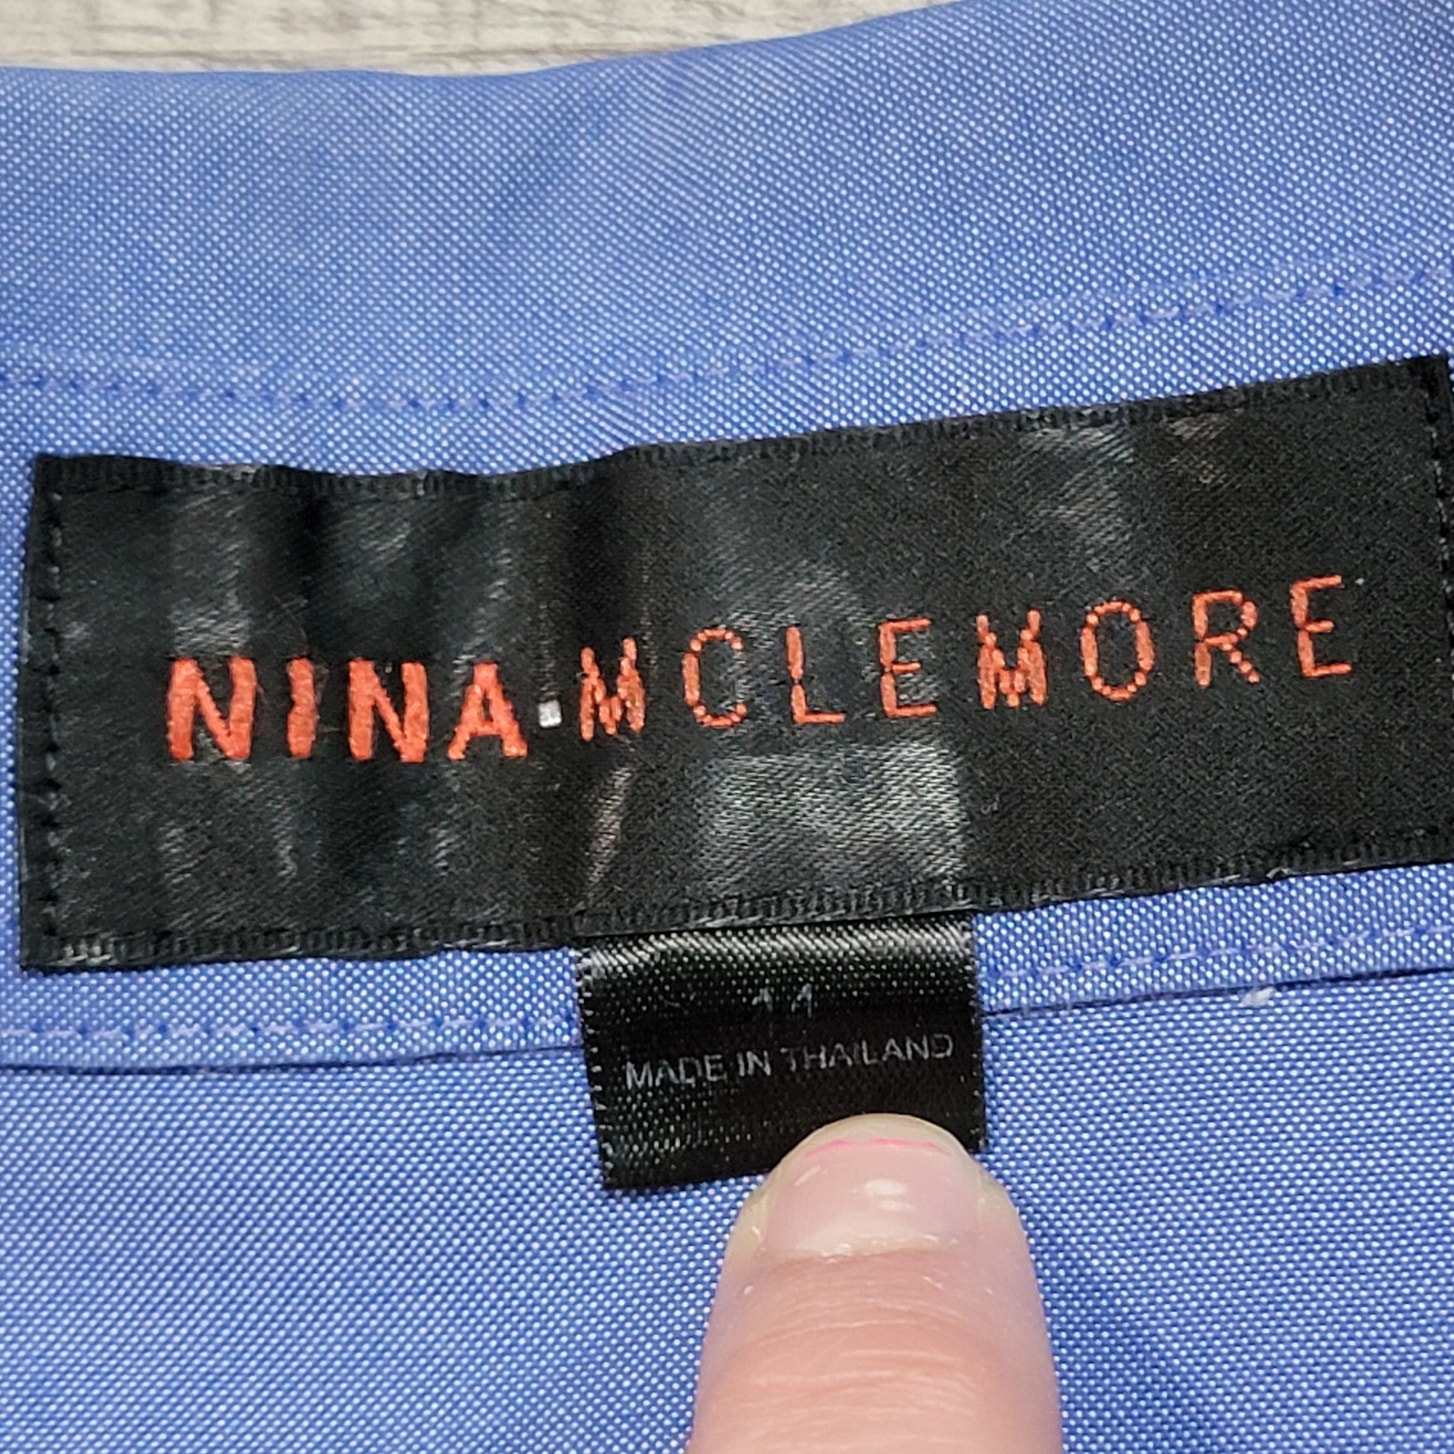 NINA·MCLEMORE
14
MADE IN THAILAND